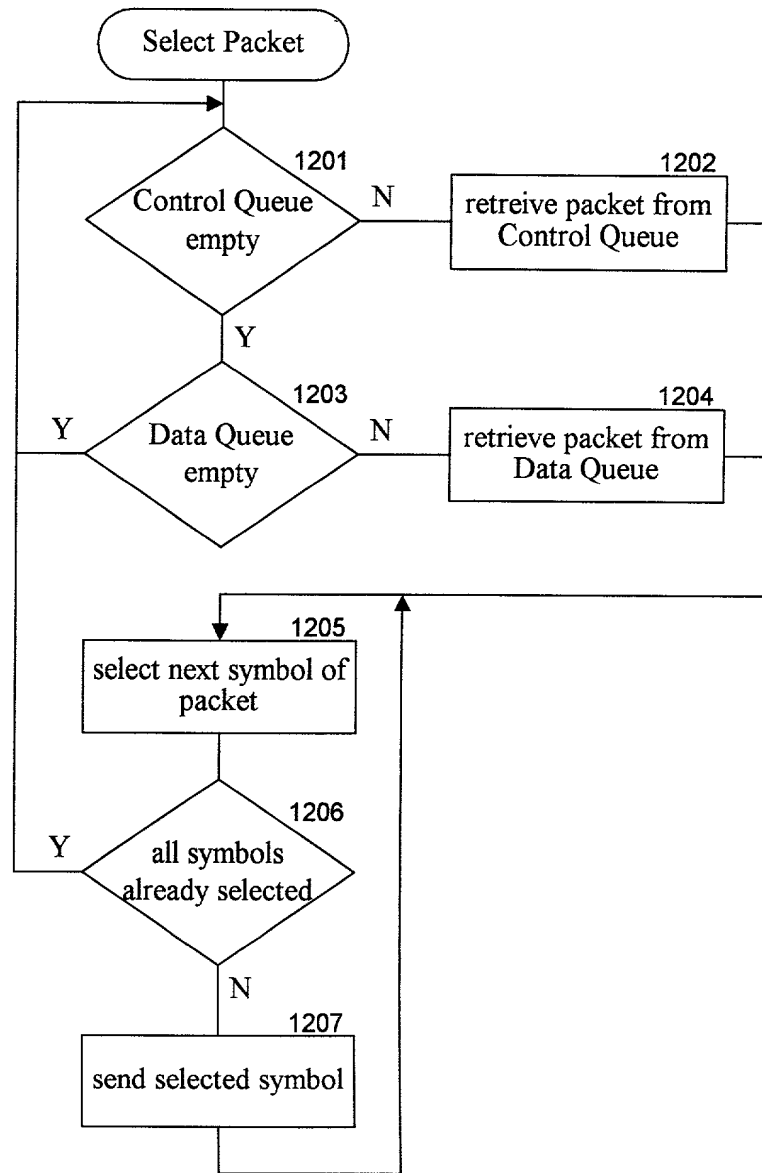 Select Packet
1201
Control Queue
empty
N
1202
retreive packet from
Control Queue
Y
1203
Data Queue
empty
Y
N
1204
retrieve packet from
Data Queue
1205
select next symbol of
packet
1206
all symbols
already selected
Y
N
1207
send selected symbol